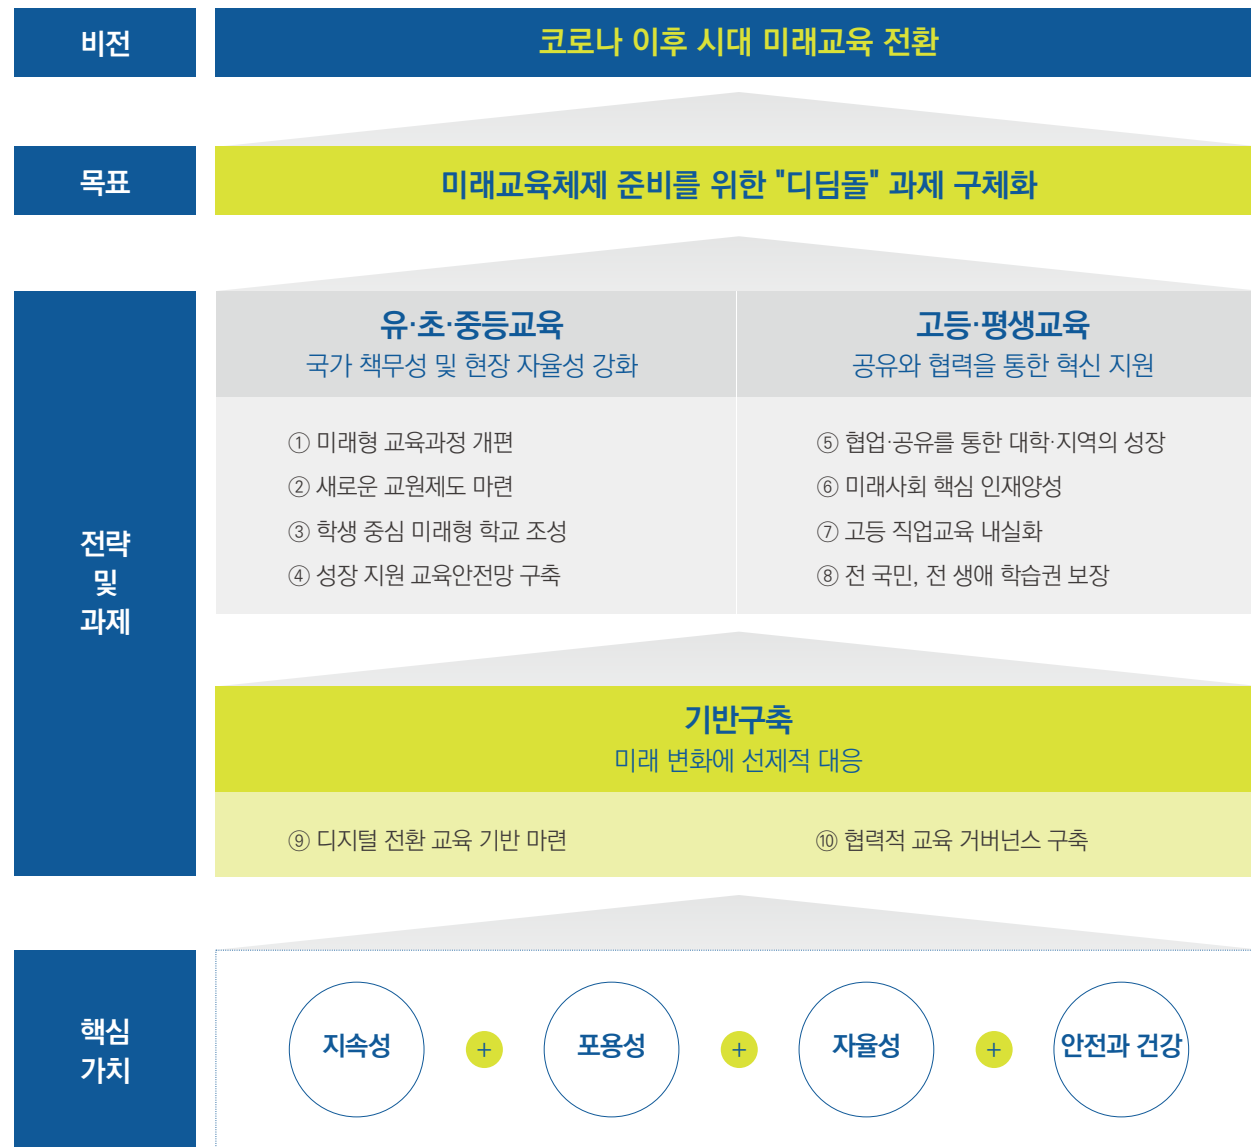 비전
코로나 이후 시대 미래교육 전환
목표
미래교육체제 준비를 위한 "디딤돌" 과제 구체화
전략
및
과제
유·초·중등교육
국가 책무성 및 현장 자율성 강화
① 미래형 교육과정 개편
② 새로운 교원제도 마련
③ 학생 중심 미래형 학교 조성
④ 성장 지원 교육안전망 구축
고등·평생교육
공유와 협력을 통한 혁신 지원
⑤ 협업·공유를 통한 대학·지역의 성장
⑥ 미래사회 핵심 인재양성
⑦ 고등 직업교육 내실화
⑧ 전 국민, 전 생애 학습권 보장
기반구축
미래 변화에 선제적 대응
⑨ 디지털 전환 교육 기반 마련
⑩ 협력적 교육 거버넌스 구축
핵심
가치
지속성 + 포용성 + 자율성 + 안전과 건강